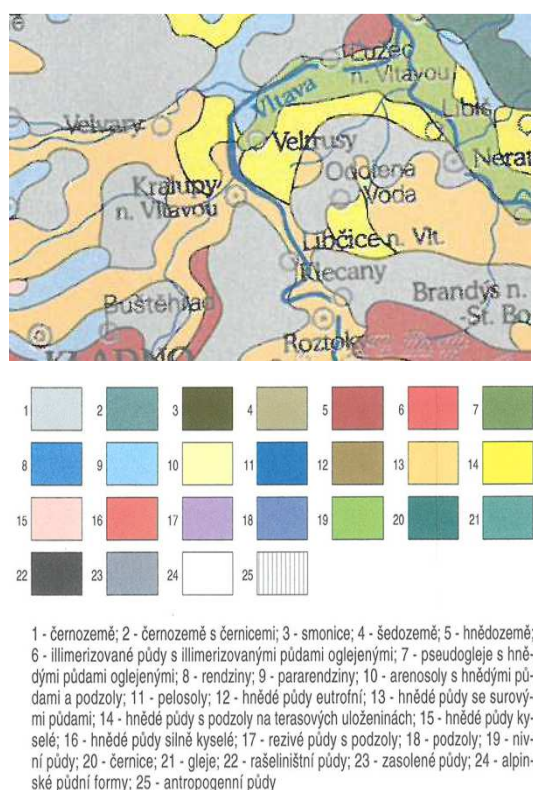 Lužec
n. Vltavou
Vltava
Velvary
Libiš
Veltrusy
Nerat
Odolena
Voda
Kralupy
n. Vltavou
Libčice n. Vlt.
Klecany
Buštěhrad
Brandýs n.
-St. Bo
KLADNO
Roztoky
1 2 3 4 5 6 7
8 9 10 11 12 13 14
15 16 17 18 19 20 21
22 23 24 25
1 - černozemě; 2 - černozemě s černicemi; 3 - smonice; 4 - šedozemě; 5 - hnědozemě;
6 - illimerizované půdy s illimerizovanými půdami oglejenými; 7 - pseudogleje s hně-
dými půdami oglejenými; 8 - rendziny; 9 - pararendziny; 10 - arenosoly s hnědými pů-
dami a podzoly; 11 - pelosoly; 12 - hnědé půdy eutrofní; 13 - hnědé půdy se surový-
mi půdami; 14 - hnědé půdy s podzoly na terasových uloženinách; 15 - hnědé půdy ky-
selé; 16 - hnědé půdy silně kyselé; 17 - rezivé půdy s podzoly; 18 - podzoly; 19 - niv-
ní půdy; 20 - černice; 21 - gleje; 22 - rašeliništní půdy; 23 - zasolené půdy; 24 - alpin-
ské půdní formy; 25 - antropogenní půdy